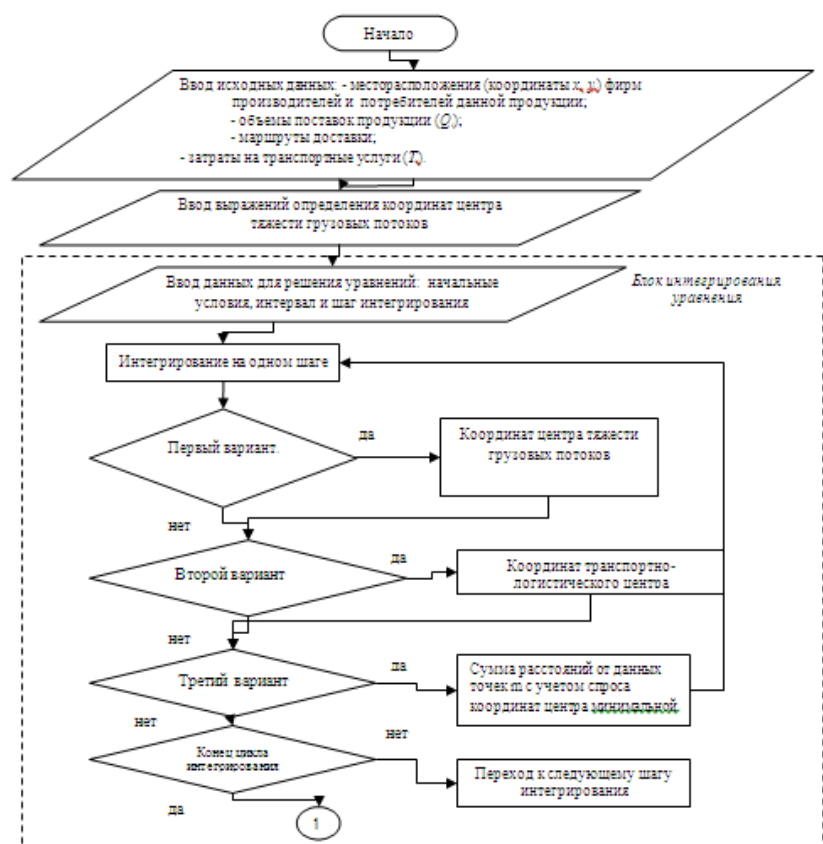 Начало
Ввод исходных данных: - месторасположения (координаты x, y,) фирм
производителей и потребителей данной продукции;
- объемы поставок продукции (Q);
- маршруты доставки;
- затраты на транспортные услуги (T,).
Ввод выражений определения координат центра
тяжести грузовых потоков
Ввод данных для решения уравнений: начальные
условия, интервал и шаг интегрирования
Блок интегрирования
уравнения
Интегрирование на одном шаге
Первый вариант.
да
Координат центра тяжести
грузовых потоков
нет
Второй вариант
да
Координат транспортно-
логистического центра
нет
Третий вариант
да
Сумма расстояний от данных
точек m с учетом спроса
координат центра минимальной.
нет
нет
Конец цикла
интегрирования
Переход к следующему шагу
интегрирования
да
1